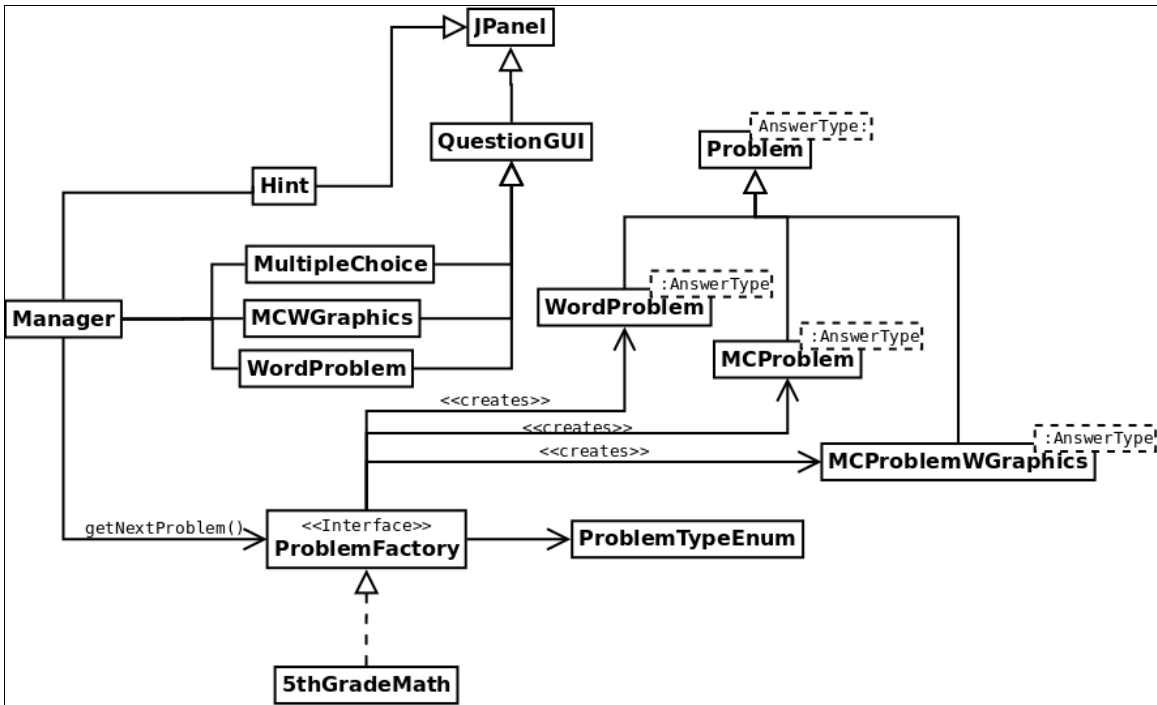 JPanel
AnswerType:
QuestionGUI
Problem
Hint
MultipleChoice
:AnswerType
WordProblem
Manager
MCWGraphics
:AnswerType
MCProblem
WordProblem
<<creates>>
<<creates>>
:AnswerType
<<creates>>
MCProblemWGraphics
getNextProblem()
<<Interface>>
ProblemFactory
ProblemTypeEnum
5thGradeMath